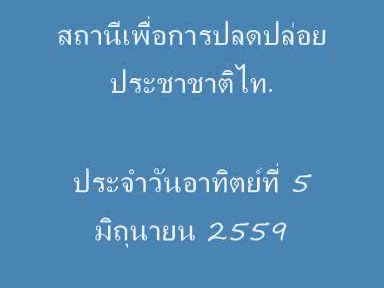 สถานีเพื่อการปลดปล่อย
ประชาชาติไท.
ประจำวันอาทิตย์ที่ 5
มิถุนายน 2559